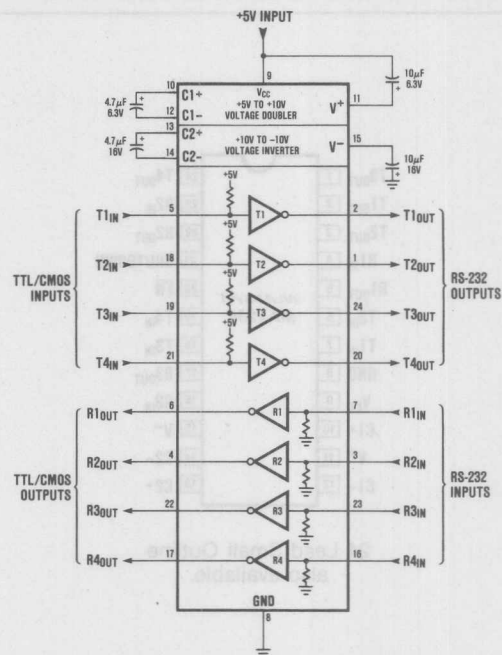 +5V INPUT
9
10
C1+
VCC
+5V TO +10V
VOLTAGE DOUBLER
V+
11
10µF
6.3V
4.7µF
6.3V
12
C1-
13
C2+
+10V TO -10V
VOLTAGE INVERTER
V-
15
4.7µF
16V
14
C2-
10µF
16V
+5V
T1IN
5
T1
2
T1OUT
+5V
T2IN
18
T2
1
T2OUT
TTL/CMOS
INPUTS
RS-232
OUTPUTS
+5V
T3IN
19
T3
24
T3OUT
+5V
T4IN
21
T4
20
T4OUT
R1OUT
6
R1
7
R1IN
R2OUT
4
R2
3
R2IN
TTL/CMOS
OUTPUTS
RS-232
INPUTS
R3OUT
22
R3
23
R3IN
R4OUT
17
R4
16
R4IN
GND
8